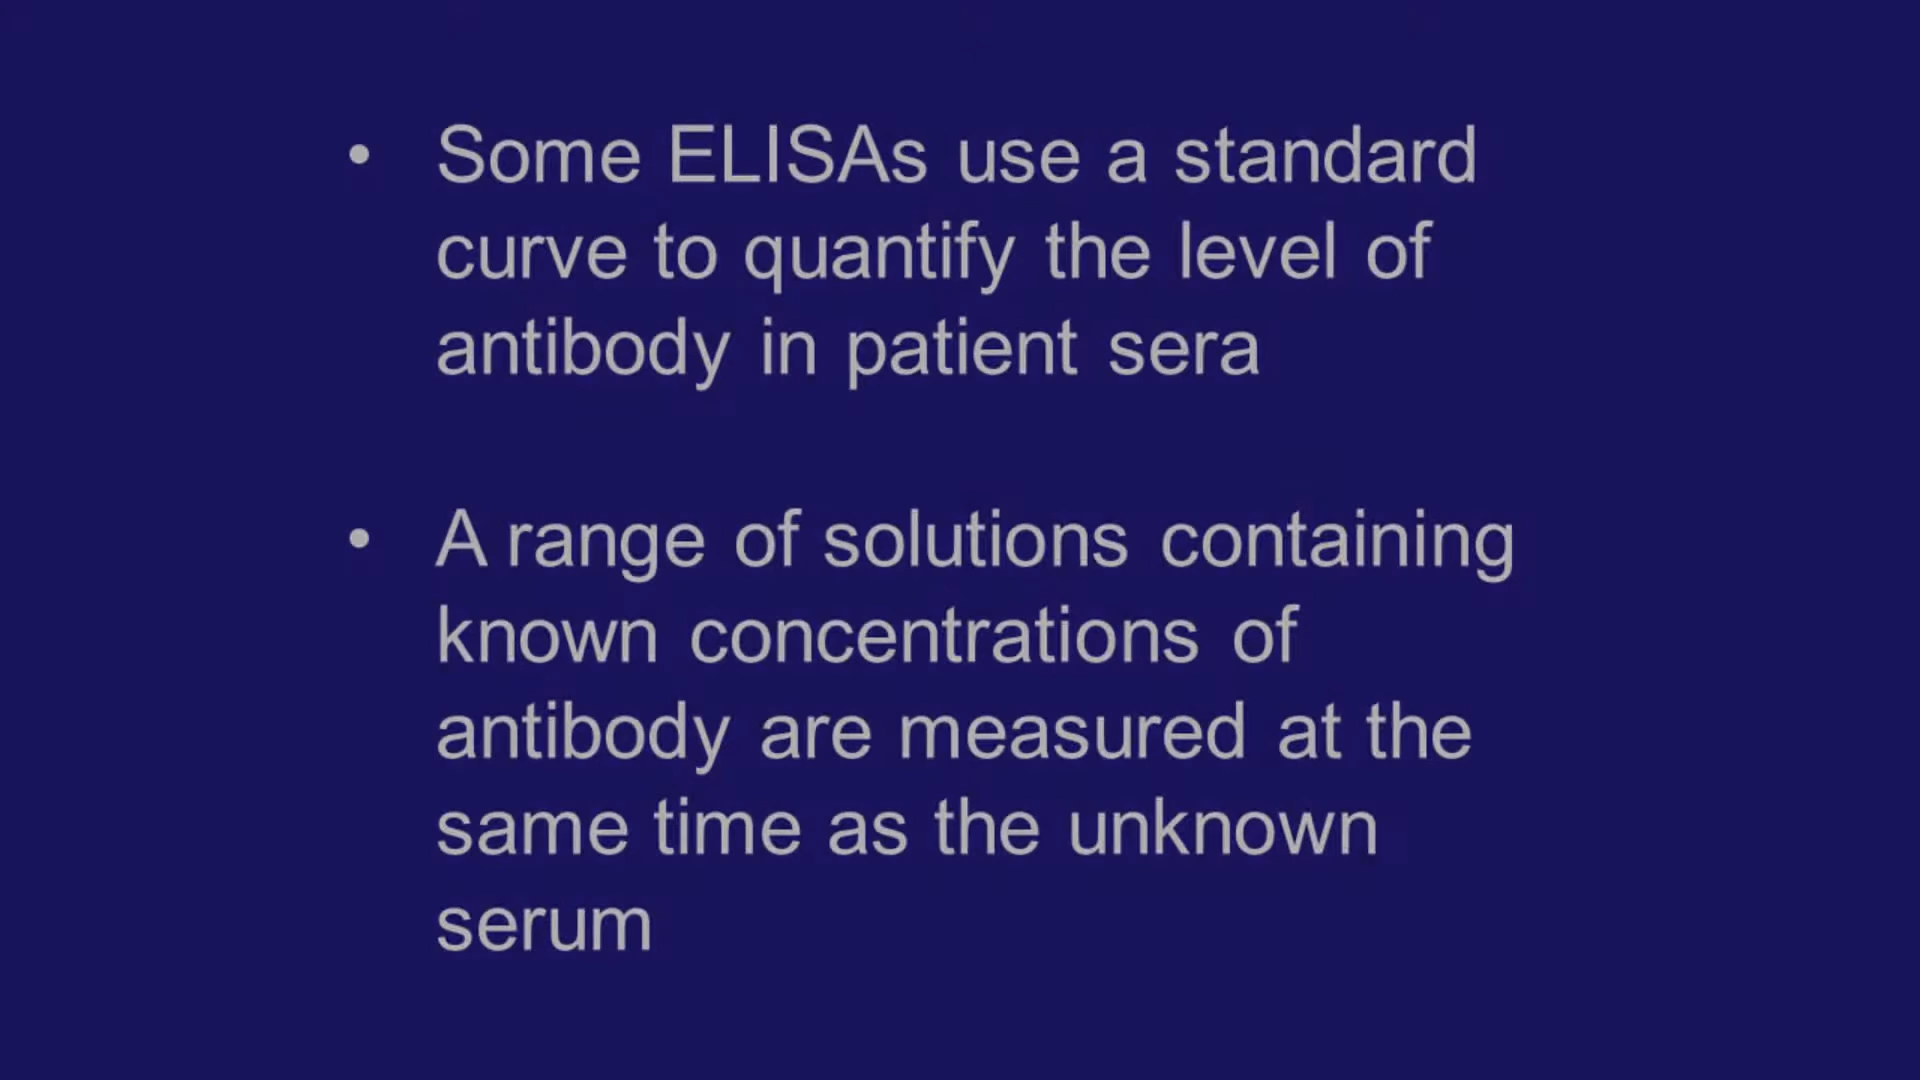 • Some ELISAs use a standard
curve to quantify the level of
antibody in patient sera
• A range of solutions containing
known concentrations of
antibody are measured at the
same time as the unknown
serum